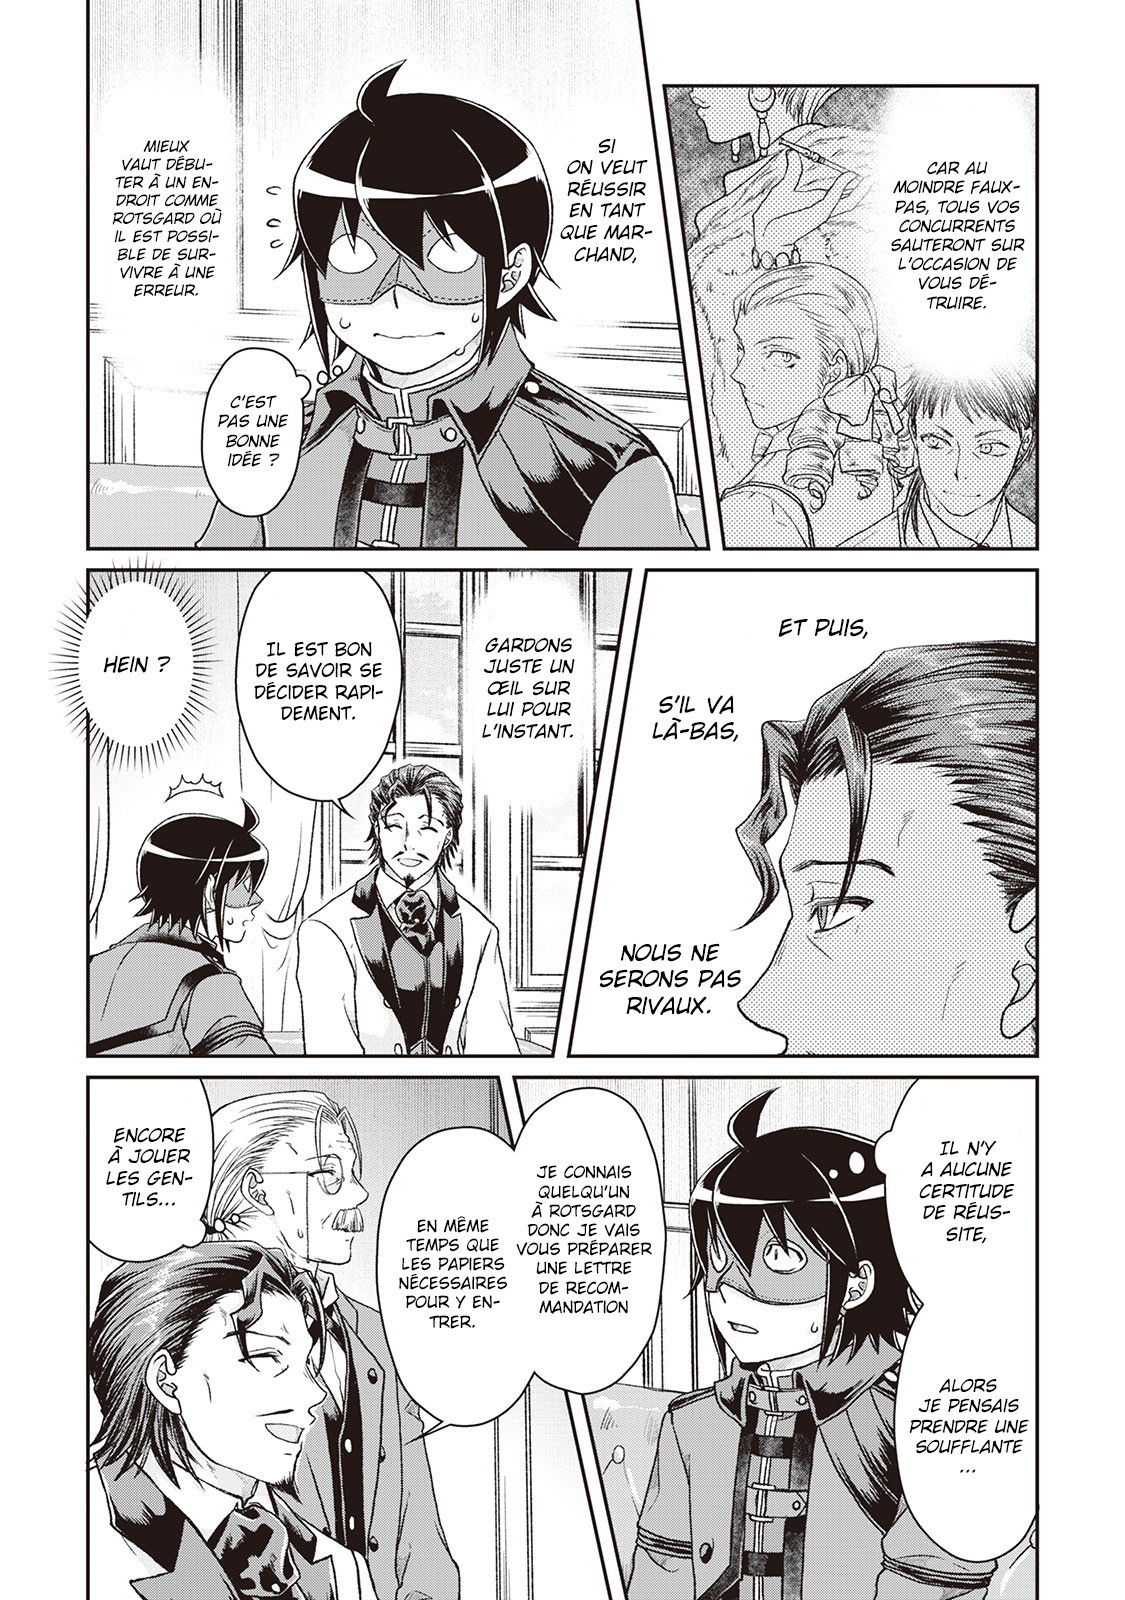 CAR AU
MOINDRE FAUX-
PAS, TOUS VOS
CONCURRENTS
SAUTERONT SUR
L'OCCASION DE
VOUS DÉ-
TRUIRE.
SI
ON VEUT
RÉUSSIR
EN TANT
QUE MAR-
CHAND,
MIEUX
VAUT DÉBU-
TER À UN EN-
DROIT COMME
ROTSGARD OÙ
IL EST POSSI-
BLE DE SUR-
VIVRE À UNE
ERREUR.
C'EST
PAS UNE
BONNE
IDÉE ?
ET PUIS,
S'IL VA
LÀ-BAS,
NOUS NE
SERONS PAS
RIVAUX.
GARDONS
JUSTE UN
ŒIL SUR
LUI POUR
L'INSTANT.
IL EST BON
DE SAVOIR SE
DÉCIDER RAPI-
DEMENT.
HEIN ?
IL N'Y
A AUCUNE
CERTITUDE
DE RÉUS-
SITE,
ALORS
JE PENSAIS
PRENDRE UNE
SOUFFLANTE
...
JE CONNAIS
QUELQU'UN
À ROTSGARD
DONC JE VAIS
VOUS PRÉPARER
UNE LETTRE
DE RECOM-
MANDATION
EN MÊME
TEMPS QUE
LES PAPIERS
NÉCESSAIRES
POUR Y EN-
TRER.
ENCORE
À JOUER
LES GEN-
TILS...